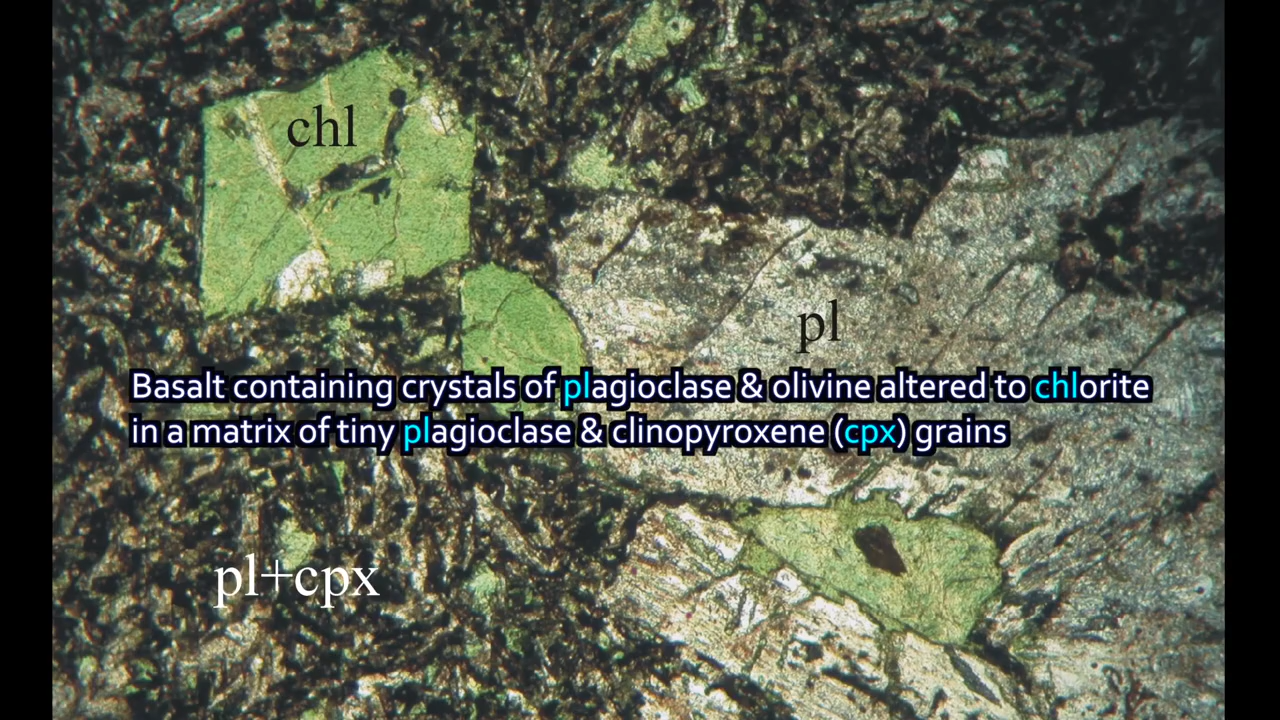 chl
pl
Basalt containing crystals of plagioclase & olivine altered to chlorite
in a matrix of tiny plagioclase & clinopyroxene (cpx) grains
pl+cpx